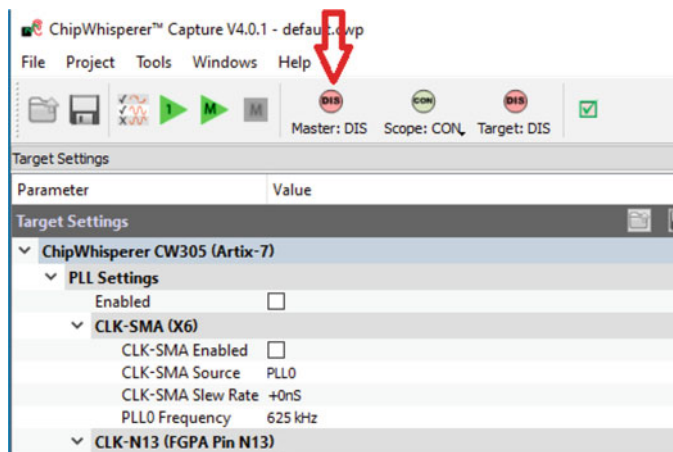 ChipWhisperer™ Capture V4.0.1 - default.cwp
File Project Tools Windows Help
1 M M DIS CON DIS
Master: DIS Scope: CON Target: DIS
Target Settings
Parameter Value
Target Settings
ChipWhisperer CW305 (Artix-7)
PLL Settings
Enabled
CLK-SMA (X6)
CLK-SMA Enabled
CLK-SMA Source PLL0
CLK-SMA Slew Rate +0nS
PLL0 Frequency 625 kHz
CLK-N13 (FGPA Pin N13)